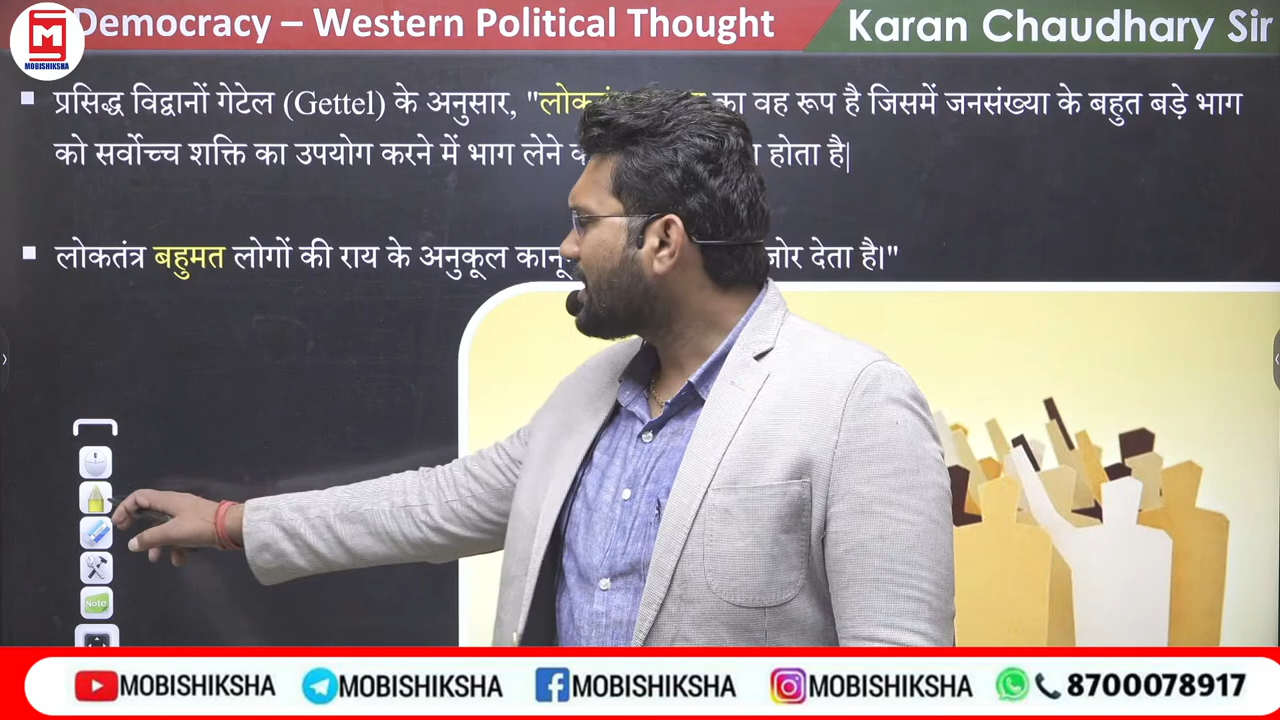 Democracy – Western Political Thought
Karan Chaudhary Sir
M
MOBISHIKSHA
प्रसिद्ध विद्वानों गेटेल (Gettel) के अनुसार, "का वह रूप है जिसमें जनसंख्या के बहुत बड़े भाग
को सर्वोच्च शक्ति का उपयोग करने में भाग लेने होता है|
लोकतंत्र बहुमत लोगों की राय के अनुकूल जोर देता है।"
Note
MOBISHIKSHA
MOBISHIKSHA
MOBISHIKSHA
MOBISHIKSHA
8700078917